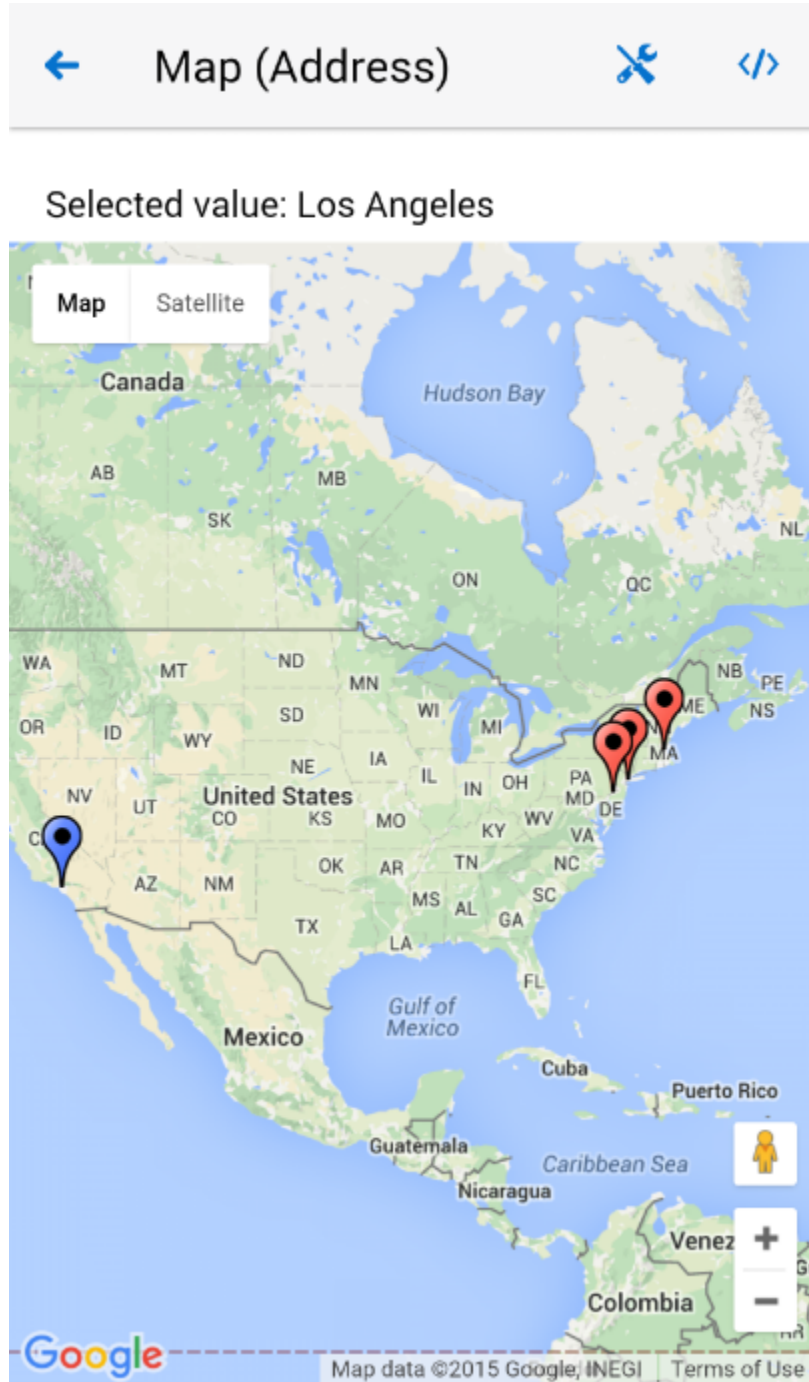 Map (Address) </>
Selected value: Los Angeles
Map Satellite
Canada
Hudson Bay
AB
MB
SK
NL
ON
QC
WA
MT
ND
MN
NB
PE
ME
NS
OR
ID
WY
SD
WI
MI
MA
NE
IA
IL
IN
OH
PA
MD
DE
NV
UT
United States
CO
KS
MO
KY
WV
VA
AZ
NM
OK
AR
TN
NC
MS
AL
GA
SC
TX
LA
FL
Gulf of
Mexico
Mexico
Cuba
Puerto Rico
Guatemala
Caribbean Sea
Nicaragua
Venez
Colombia
Google
Map data ©2015 Google, INEGI Terms of Use